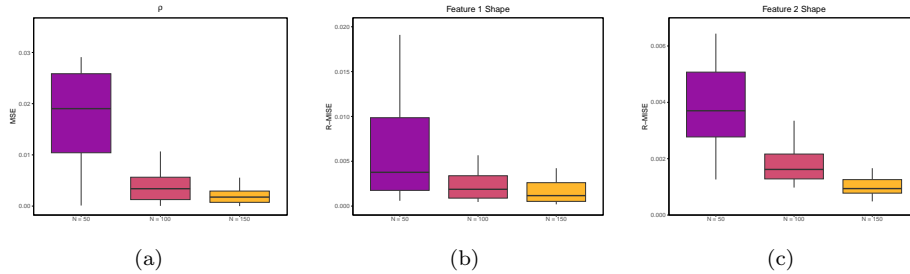 ρ
MSE
0.03
0.02
0.01
0.00
N = 50 N = 100 N = 150
(a)
Feature 1 Shape
R−MISE
0.020
0.015
0.010
0.005
0.000
N = 50 N = 100 N = 150
(b)
Feature 2 Shape
R−MISE
0.006
0.004
0.002
0.000
N = 50 N = 100 N = 150
(c)